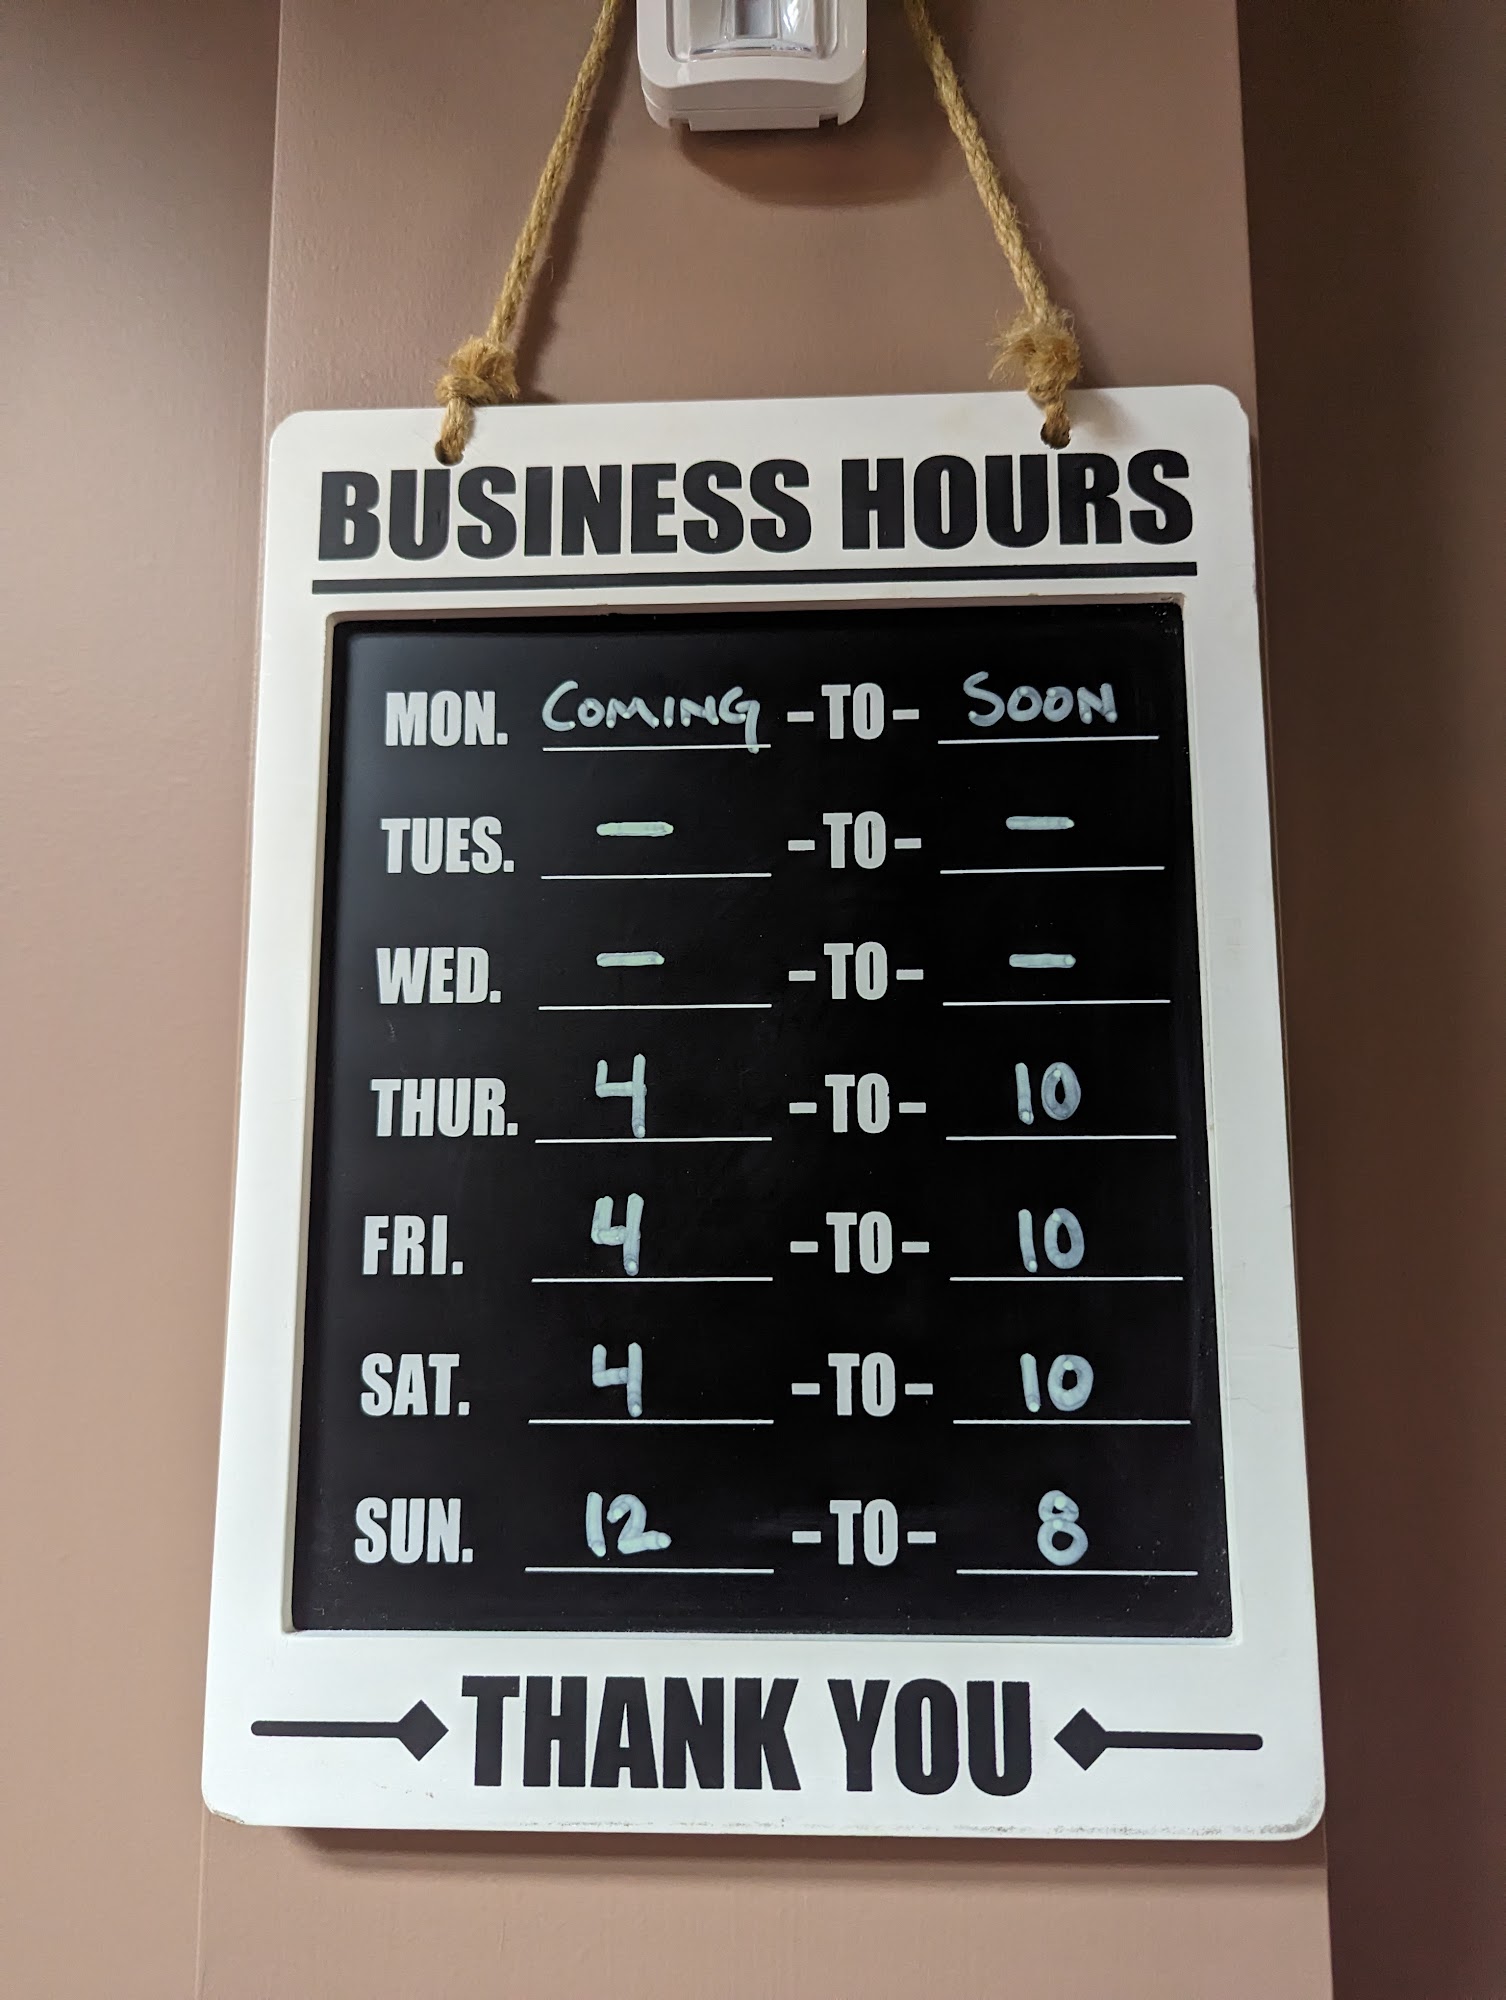 BUSINESS HOURS
MON. COMING -TO- SOON
TUES. — -TO- —
WED. — -TO- —
THUR. 4 -TO- 10
FRI. 4 -TO- 10
SAT. 4 -TO- 10
SUN. 12 -TO- 8
THANK YOU